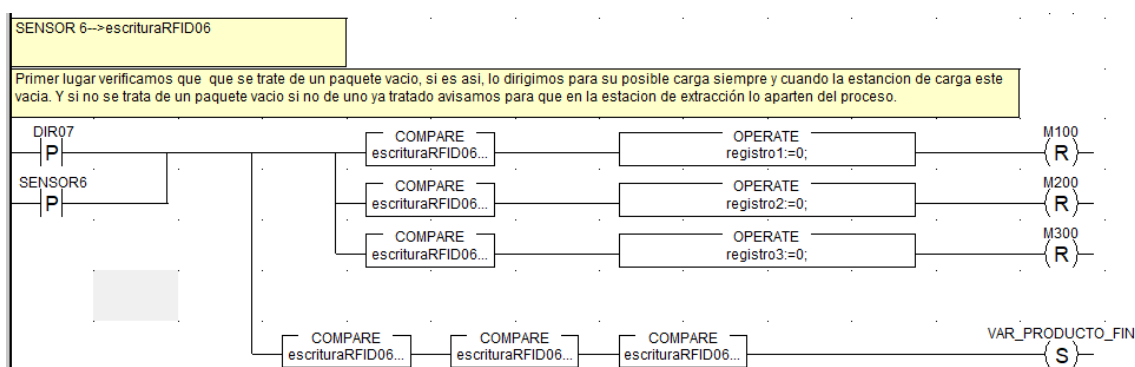 SENSOR 6-->escrituraRFID06
Primer lugar verificamos que que se trate de un paquete vacio, si es asi, lo dirigimos para su posible carga siempre y cuando la estancion de carga este
vacia. Y si no se trata de un paquete vacio si no de uno ya tratado avisamos para que en la estacion de extracción lo aparten del proceso.
DIR07 COMPARE OPERATE M100
P escrituraRFID06... registro1:=0; R
SENSOR6 COMPARE OPERATE M200
P escrituraRFID06... registro2:=0; R
COMPARE OPERATE M300
escrituraRFID06... registro3:=0; R
COMPARE COMPARE COMPARE VAR_PRODUCTO_FIN
escrituraRFID06... escrituraRFID06... escrituraRFID06... S